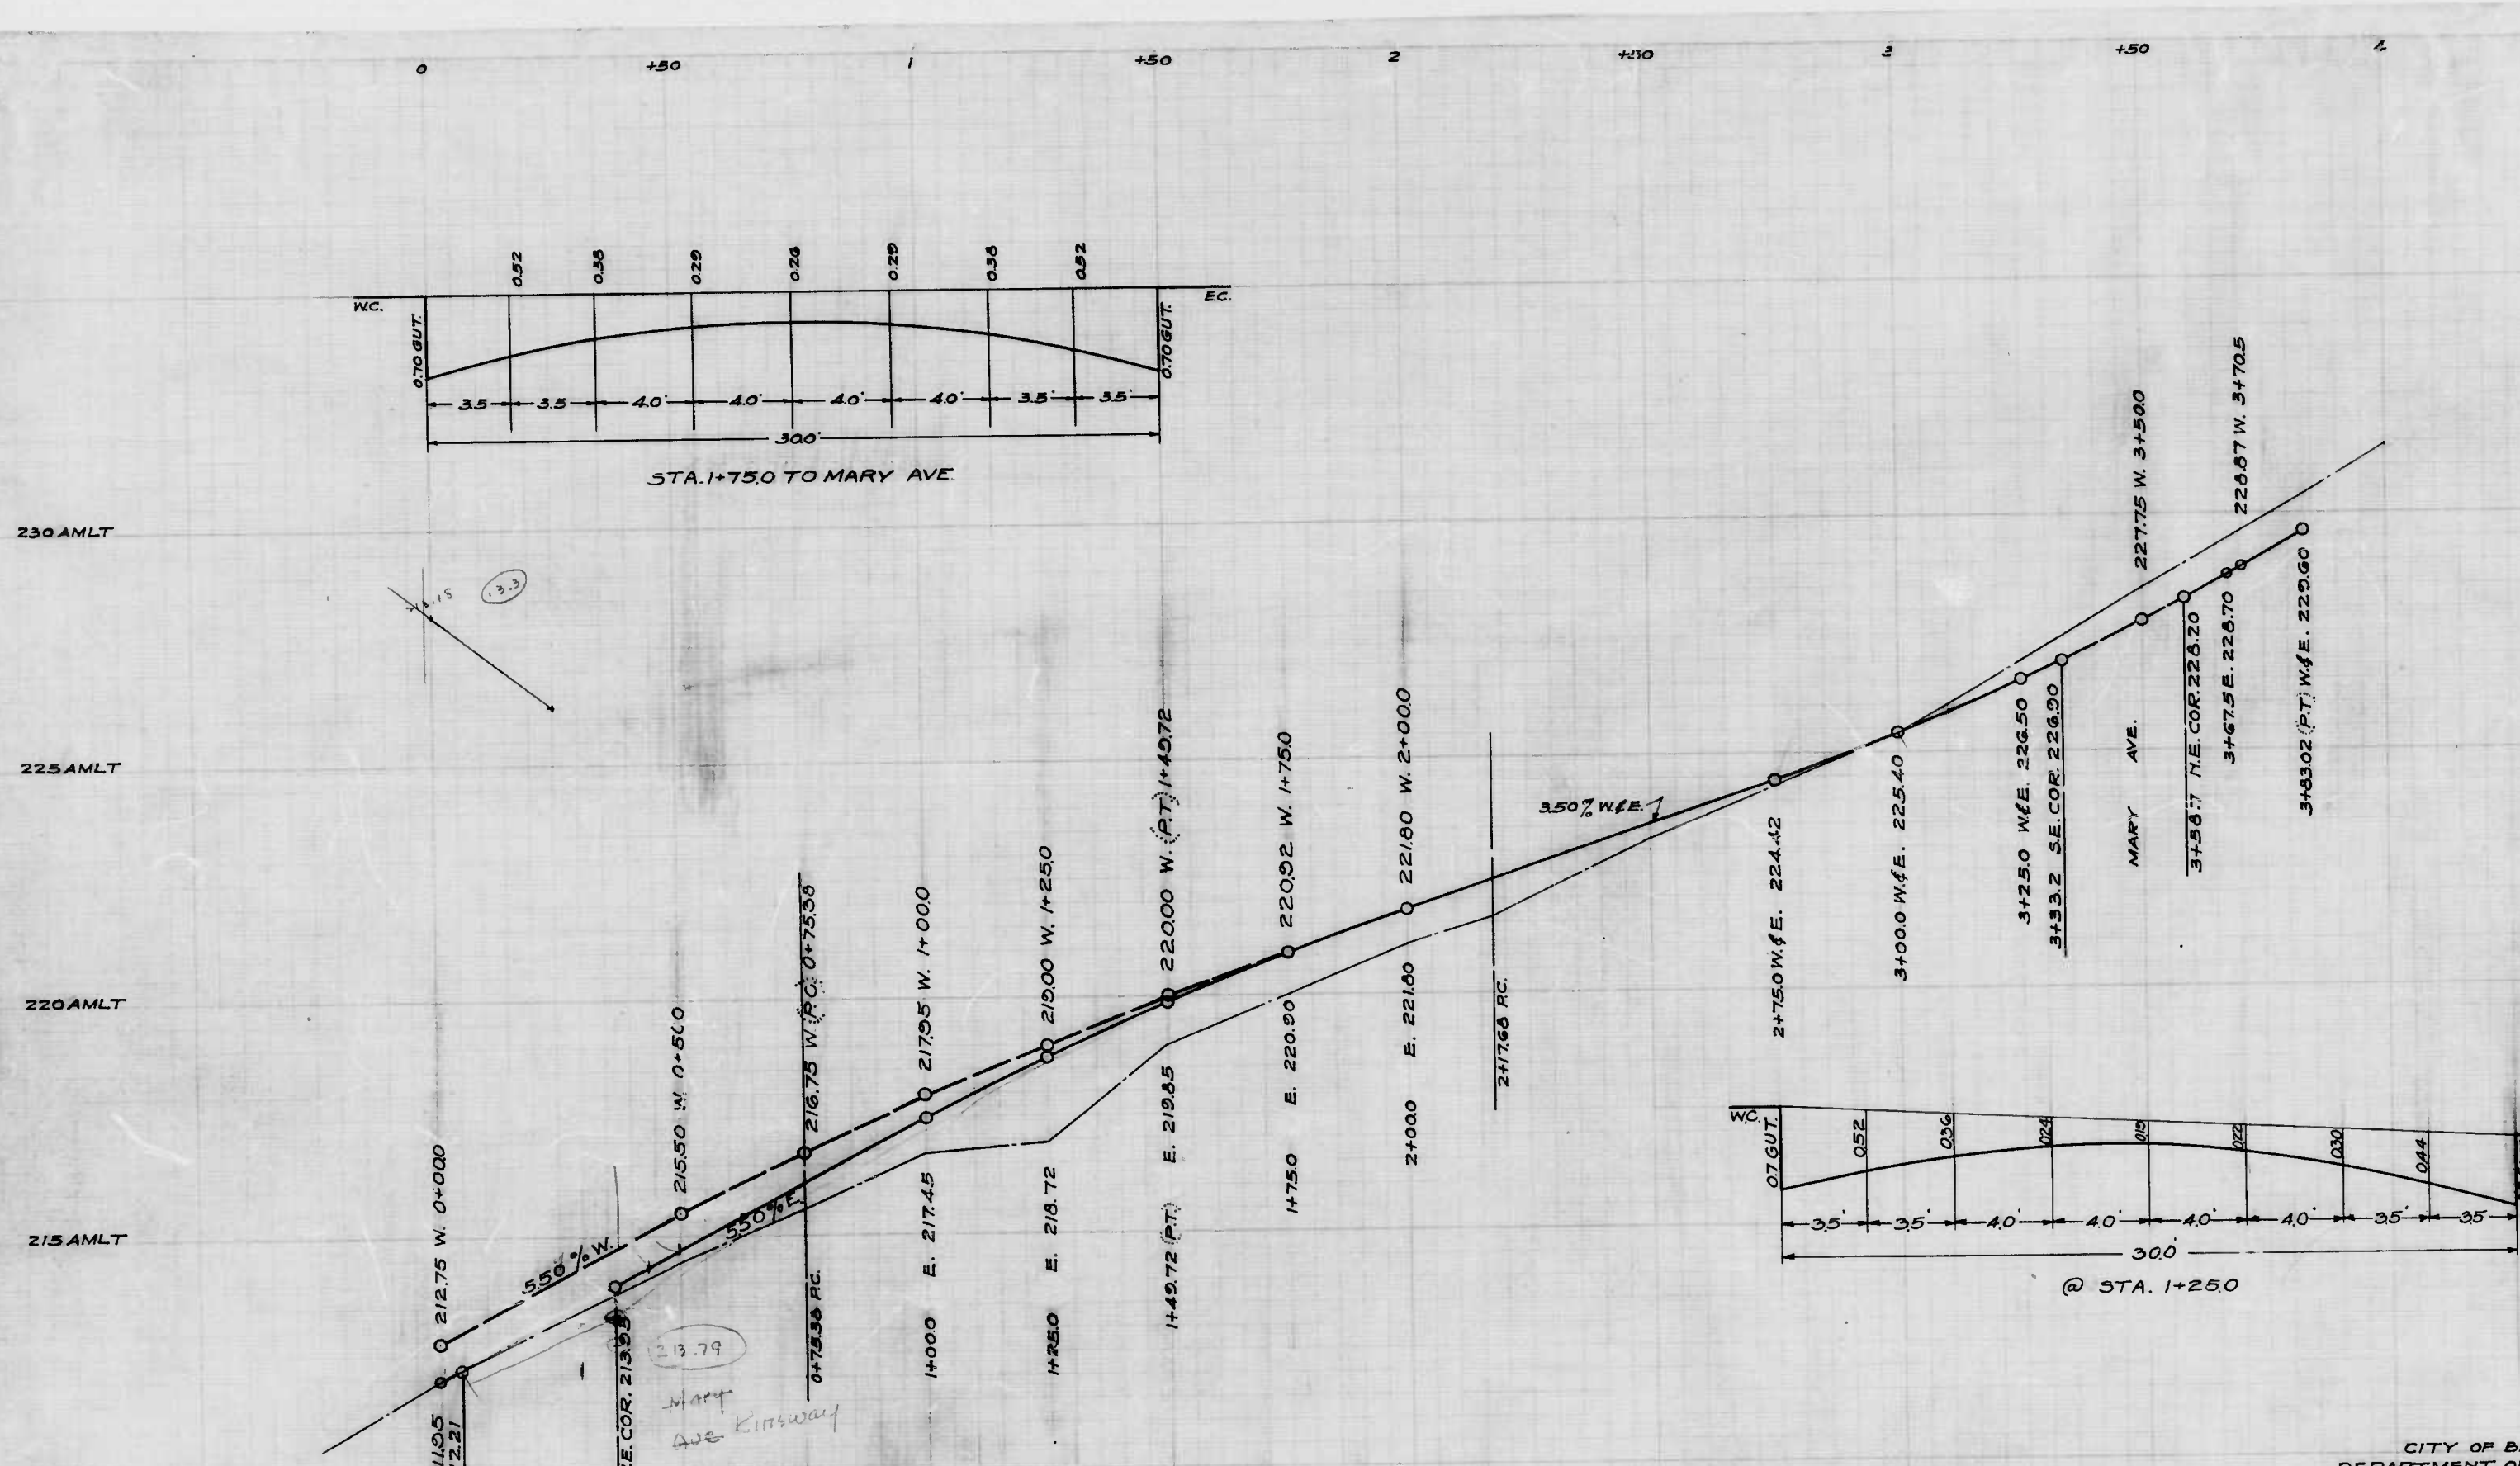 0 +50 1 +50 2 +50 3 +50 4
0.52 0.38 0.29 0.26 0.29 0.38 0.52
W.C. E.C.
0.70 GUT. 0.70 GUT.
3.5 3.5 4.0' 4.0' 4.0' 4.0' 3.5' 3.5'
30.0'
STA. 1+75.0 TO MARY AVE.
230 AMLT
225 AMLT
220 AMLT
215 AMLT
212.75 W. 0+00.0
5.50% W.
215.50 W. 0+50.0
216.75 W. (P.C.) 0+75.38
217.95 W. 1+00.0
219.00 W. 1+25.0
220.00 W. (P.T.) 1+49.72
220.92 W. 1+75.0
221.80 W. 2+00.0
3.50% W.&E.
227.75 W. 3+50.0
228.87 W. 3+70.5
5.50% E.
E. COR. 213.95
213.79
MARY
AVE
Kinsway
0+75.38 P.C.
1+00.0 E. 217.45
1+25.0 E. 218.72
1+49.72 (P.T.) E. 219.85
1+75.0 E. 220.90
2+00.0 E. 221.80
2+17.68 P.C.
2+75.0 W.&E. 224.42
3+00.0 W.&E. 225.40
3+25.0 W.&E. 226.50
3+33.2 S.E. COR. 226.90
MARY AVE.
3+58.7 N.E. COR. 228.20
3+67.5 E. 228.70
3+83.02 (P.T.) W.&E. 229.60
12.21
W.C.
0.7 GUT.
0.52 0.36 0.24 0.19 0.22 0.30 0.44
3.5' 3.5' 4.0' 4.0' 4.0' 4.0' 3.5' 3.5
30.0'
@ STA. 1+25.0
CITY OF B